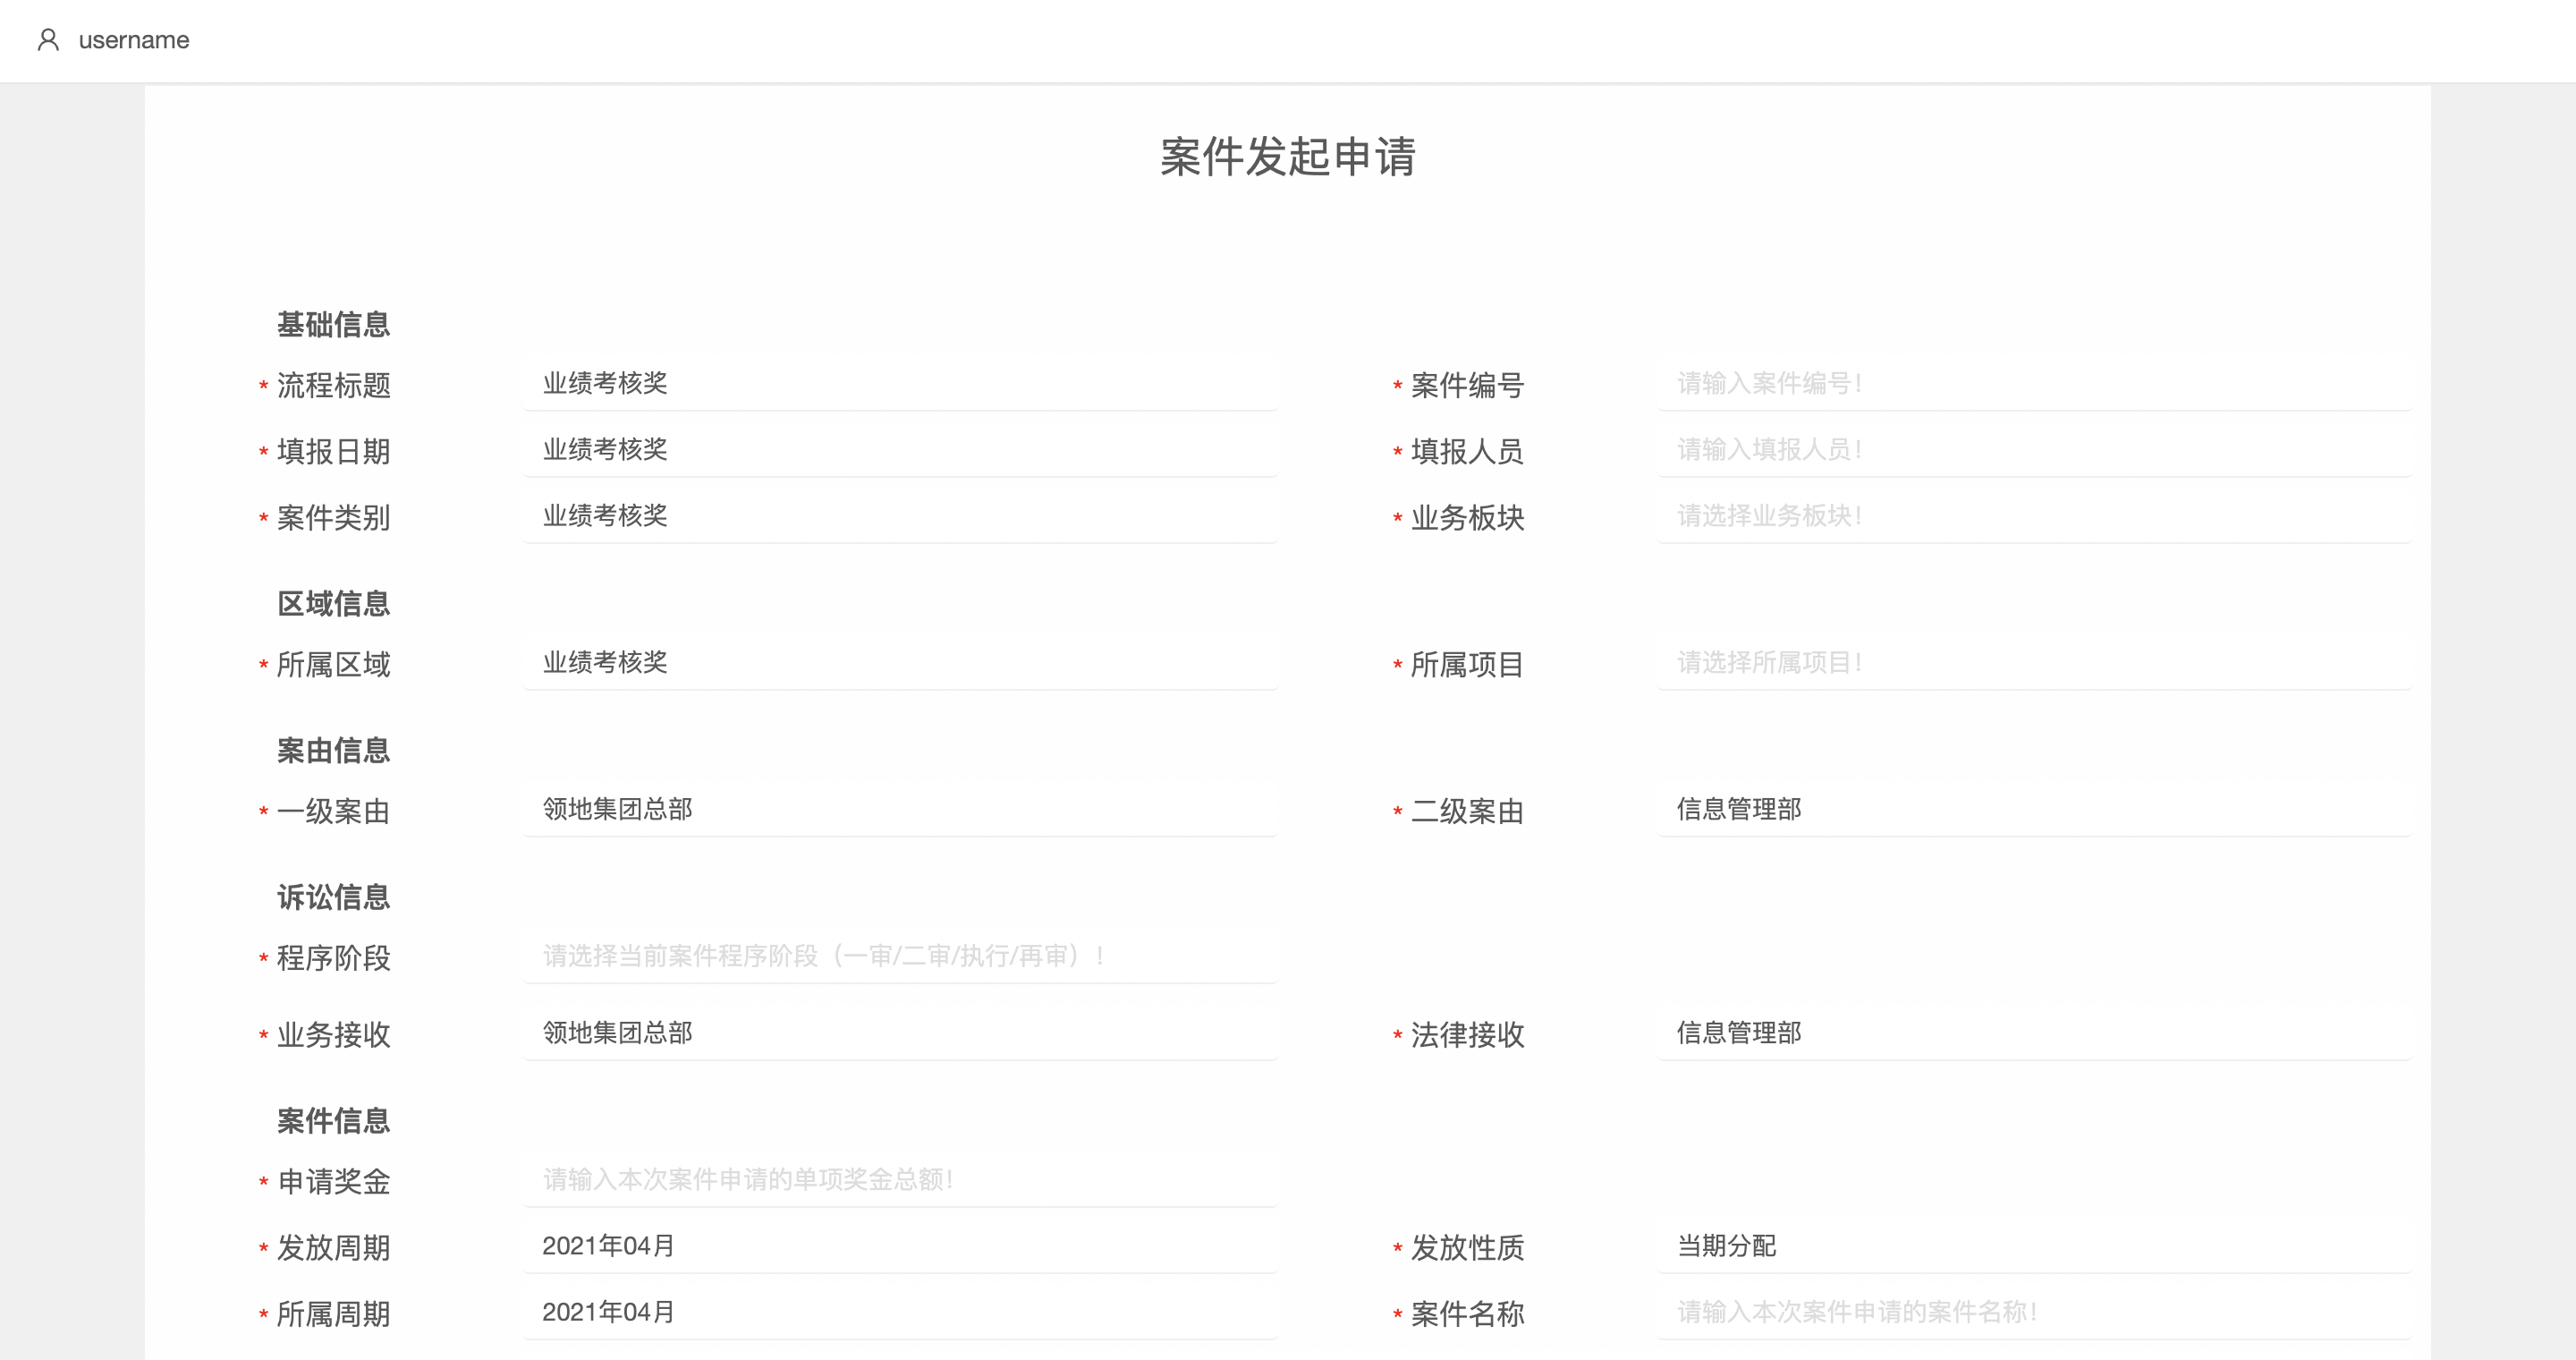 username
案件发起申请
基础信息
* 流程标题 业绩考核奖 * 案件编号 请输入案件编号!
* 填报日期 业绩考核奖 * 填报人员 请输入填报人员!
* 案件类别 业绩考核奖 * 业务板块 请选择业务板块!
区域信息
* 所属区域 业绩考核奖 * 所属项目 请选择所属项目!
案由信息
* 一级案由 领地集团总部 * 二级案由 信息管理部
诉讼信息
* 程序阶段 请选择当前案件程序阶段（一审/二审/执行/再审）!
* 业务接收 领地集团总部 * 法律接收 信息管理部
案件信息
* 申请奖金 请输入本次案件申请的单项奖金总额!
* 发放周期 2021年04月 * 发放性质 当期分配
* 所属周期 2021年04月 * 案件名称 请输入本次案件申请的案件名称!